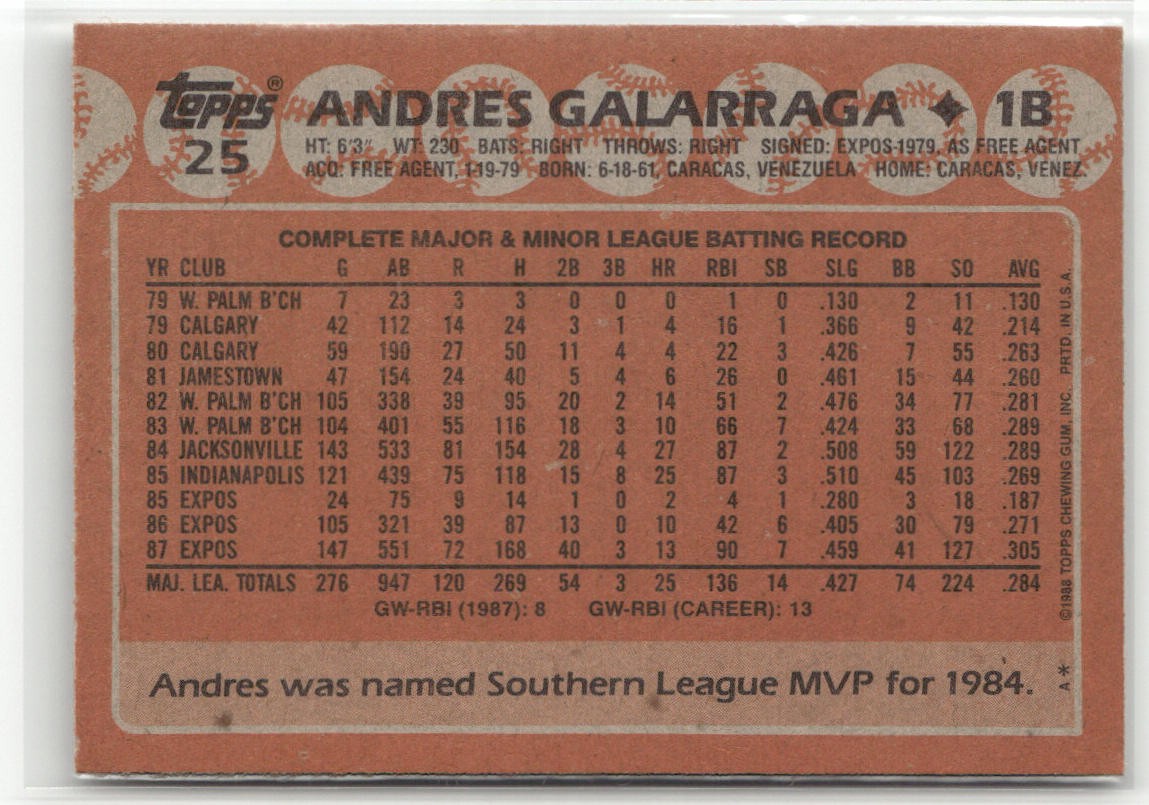 topps® ANDRES GALARRAGA ✦ 1B
25
HT: 6'3" WT: 230 BATS: RIGHT THROWS: RIGHT SIGNED: EXPOS-1979, AS FREE AGENT
ACQ: FREE AGENT, 1-19-79 BORN: 6-18-61, CARACAS, VENEZUELA HOME: CARACAS, VENEZ.
COMPLETE MAJOR & MINOR LEAGUE BATTING RECORD
YR CLUB G AB R H 2B 3B HR RBI SB SLG BB SO AVG
79 W. PALM B'CH 7 23 3 3 0 0 0 1 0 .130 2 11 .130
79 CALGARY 42 112 14 24 3 1 4 16 1 .366 9 42 .214
80 CALGARY 59 190 27 50 11 4 4 22 3 .426 7 55 .263
81 JAMESTOWN 47 154 24 40 5 4 6 26 0 .461 15 44 .260
82 W. PALM B'CH 105 338 39 95 20 2 14 51 2 .476 34 77 .281
83 W. PALM B'CH 104 401 55 116 18 3 10 66 7 .424 33 68 .289
84 JACKSONVILLE 143 533 81 154 28 4 27 87 2 .508 59 122 .289
85 INDIANAPOLIS 121 439 75 118 15 8 25 87 3 .510 45 103 .269
85 EXPOS 24 75 9 14 1 0 2 4 1 .280 3 18 .187
86 EXPOS 105 321 39 87 13 0 10 42 6 .405 30 79 .271
87 EXPOS 147 551 72 168 40 3 13 90 7 .459 41 127 .305
MAJ. LEA. TOTALS 276 947 120 269 54 3 25 136 14 .427 74 224 .284
GW-RBI (1987): 8 GW-RBI (CAREER): 13
Andres was named Southern League MVP for 1984.
A* ©1988 TOPPS CHEWING GUM, INC. PRTD. IN U.S.A.